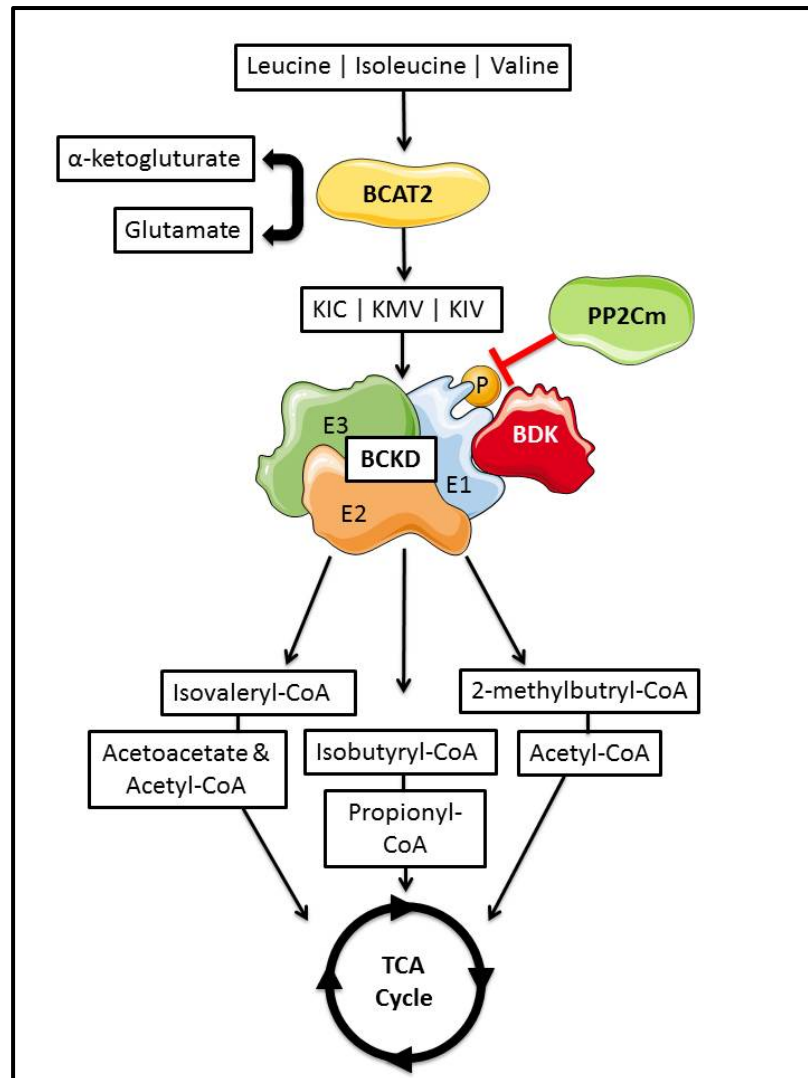 Leucine | Isoleucine | Valine
α-ketogluturate
BCAT2
Glutamate
KIC | KMV | KIV
PP2Cm
P
E3
BDK
BCKD
E1
E2
Isovaleryl-CoA
2-methylbutryl-CoA
Acetoacetate &
Acetyl-CoA
Isobutyryl-CoA
Acetyl-CoA
Propionyl-
CoA
TCA
Cycle